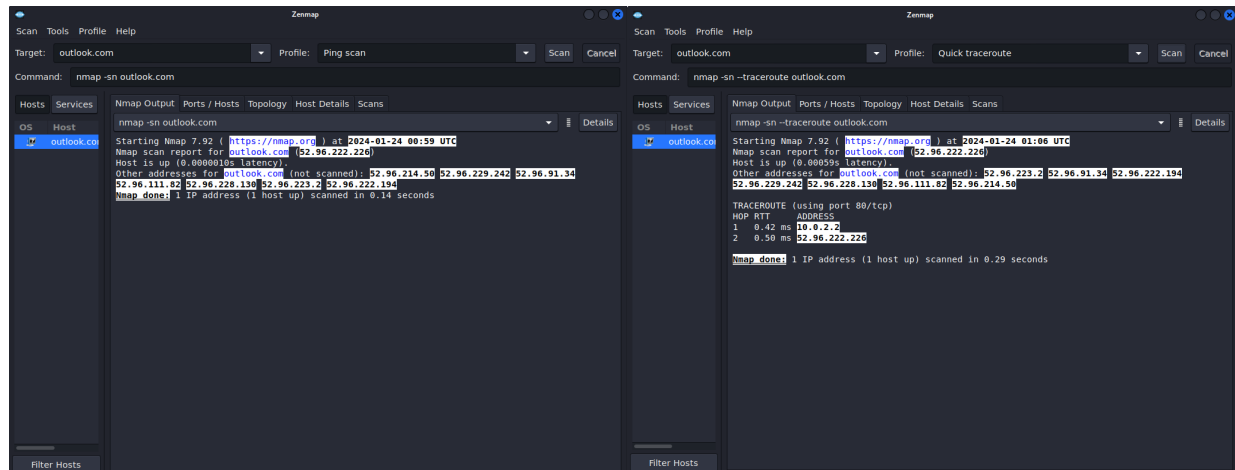 Zenmap
Scan Tools Profile Help
Target: outlook.com Profile: Ping scan Scan Cancel
Command: nmap -sn outlook.com
Hosts Services Nmap Output Ports / Hosts Topology Host Details Scans
nmap -sn outlook.com Details
OS Host
outlook.co
Starting Nmap 7.92 ( https://nmap.org ) at 2024-01-24 00:59 UTC
Nmap scan report for outlook.com (52.96.222.226)
Host is up (0.0000010s latency).
Other addresses for outlook.com (not scanned): 52.96.214.50 52.96.229.242 52.96.91.34
52.96.111.82 52.96.228.130 52.96.223.2 52.96.222.194
Nmap done: 1 IP address (1 host up) scanned in 0.14 seconds
Filter Hosts
Zenmap
Scan Tools Profile Help
Target: outlook.com Profile: Quick traceroute Scan Cancel
Command: nmap -sn --traceroute outlook.com
Hosts Services Nmap Output Ports / Hosts Topology Host Details Scans
nmap -sn --traceroute outlook.com Details
OS Host
outlook.co
Starting Nmap 7.92 ( https://nmap.org ) at 2024-01-24 01:06 UTC
Nmap scan report for outlook.com (52.96.222.226)
Host is up (0.00059s latency).
Other addresses for outlook.com (not scanned): 52.96.223.2 52.96.91.34 52.96.222.194
52.96.229.242 52.96.228.130 52.96.111.82 52.96.214.50
TRACEROUTE (using port 80/tcp)
HOP RTT ADDRESS
1 0.42 ms 10.0.2.2
2 0.50 ms 52.96.222.226
Nmap done: 1 IP address (1 host up) scanned in 0.29 seconds
Filter Hosts